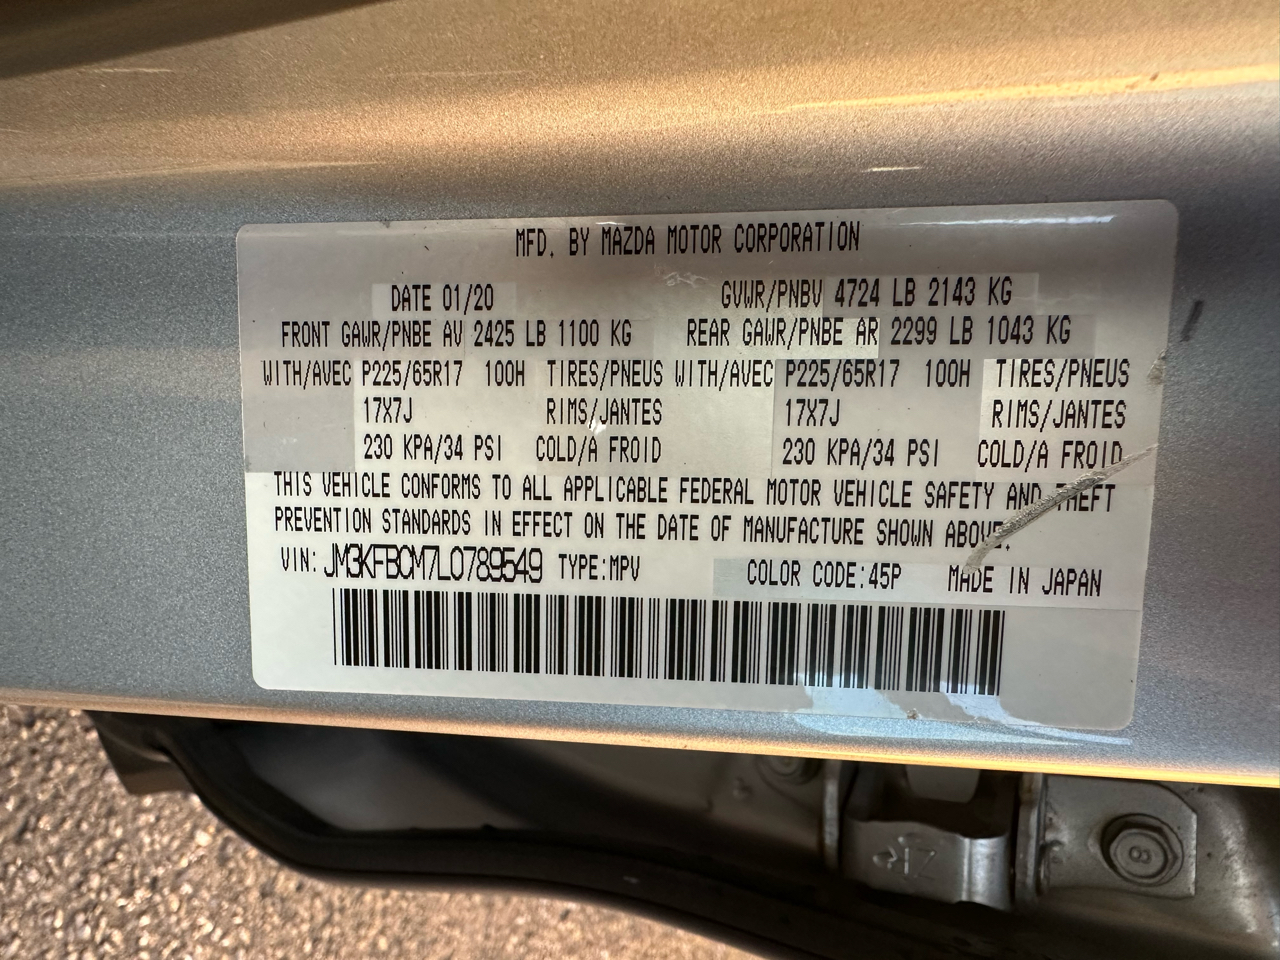 MFD. BY MAZDA MOTOR CORPORATION
DATE 01/20 GVWR/PNBV 4724 LB 2143 KG
FRONT GAWR/PNBE AV 2425 LB 1100 KG REAR GAWR/PNBE AR 2299 LB 1043 KG
WITH/AVEC P225/65R17 100H TIRES/PNEUS WITH/AVEC P225/65R17 100H TIRES/PNEUS
17X7J RIMS/JANTES 17X7J RIMS/JANTES
230 KPA/34 PSI COLD/A FROID 230 KPA/34 PSI COLD/A FROID
THIS VEHICLE CONFORMS TO ALL APPLICABLE FEDERAL MOTOR VEHICLE SAFETY AND THEFT
PREVENTION STANDARDS IN EFFECT ON THE DATE OF MANUFACTURE SHOWN ABOVE.
VIN: JM3KFBCM7L0789549 TYPE:MPV COLOR CODE:45P MADE IN JAPAN
8